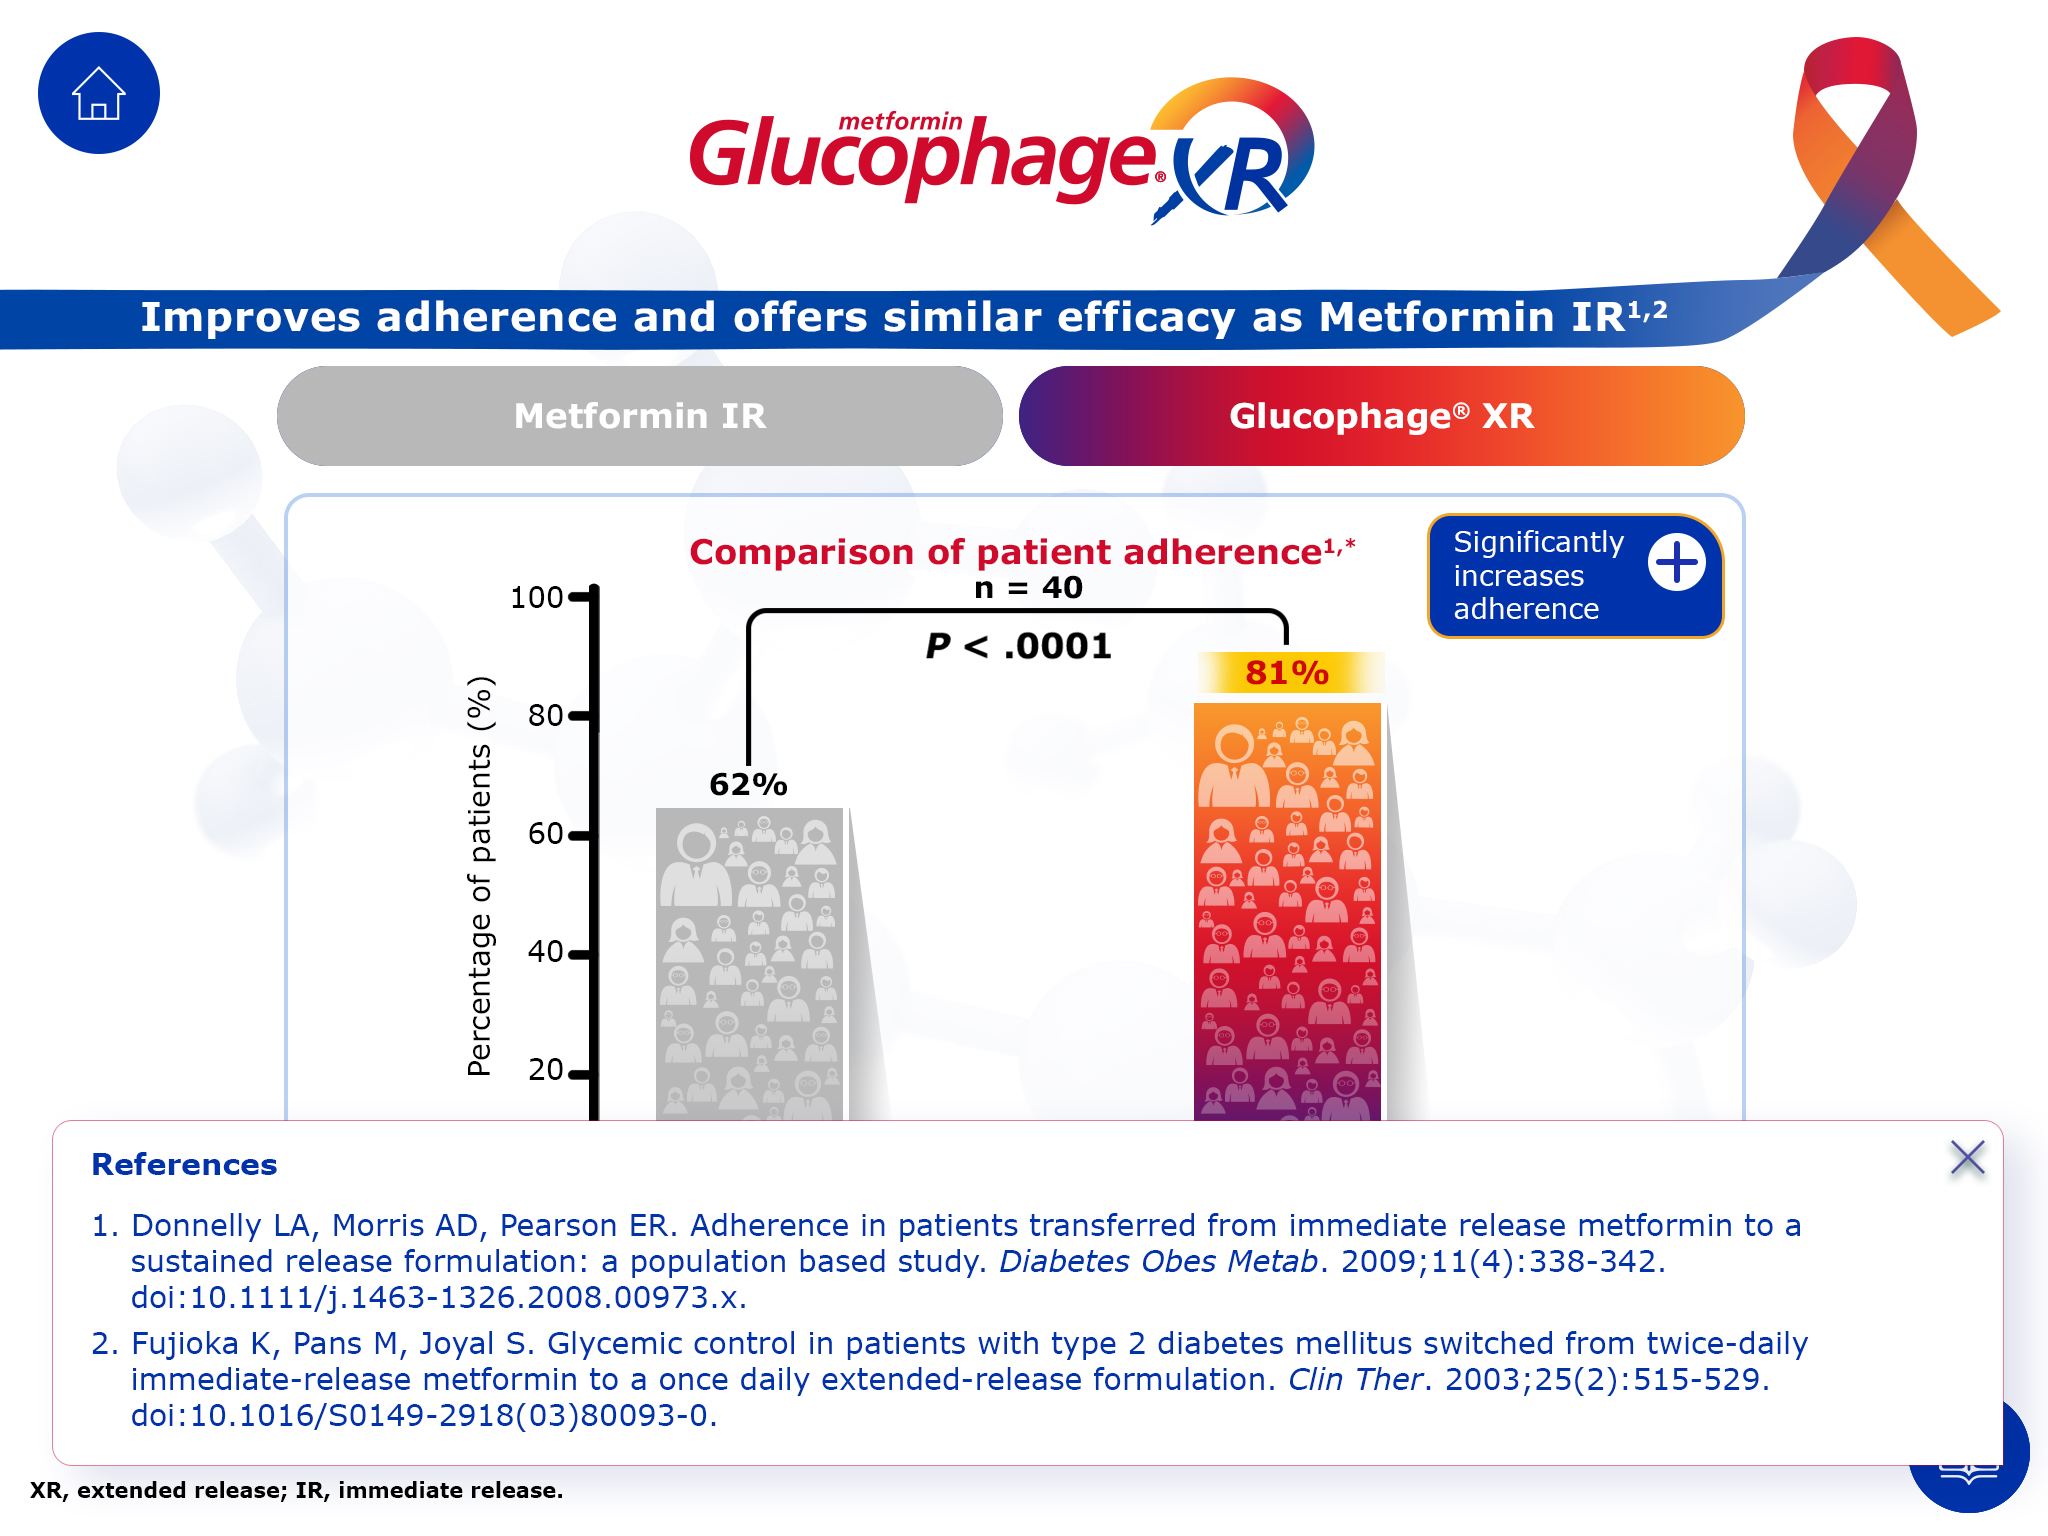 metformin
Glucophage® XR
Improves adherence and offers similar efficacy as Metformin IR¹,²
Metformin IR
Glucophage® XR
Comparison of patient adherence¹,*
n = 40
P < .0001
Significantly
increases
adherence
Percentage of patients (%)
100
80
60
40
20
62%
81%
References
1. Donnelly LA, Morris AD, Pearson ER. Adherence in patients transferred from immediate release metformin to a
sustained release formulation: a population based study. Diabetes Obes Metab. 2009;11(4):338-342.
doi:10.1111/j.1463-1326.2008.00973.x.
2. Fujioka K, Pans M, Joyal S. Glycemic control in patients with type 2 diabetes mellitus switched from twice-daily
immediate-release metformin to a once daily extended-release formulation. Clin Ther. 2003;25(2):515-529.
doi:10.1016/S0149-2918(03)80093-0.
XR, extended release; IR, immediate release.